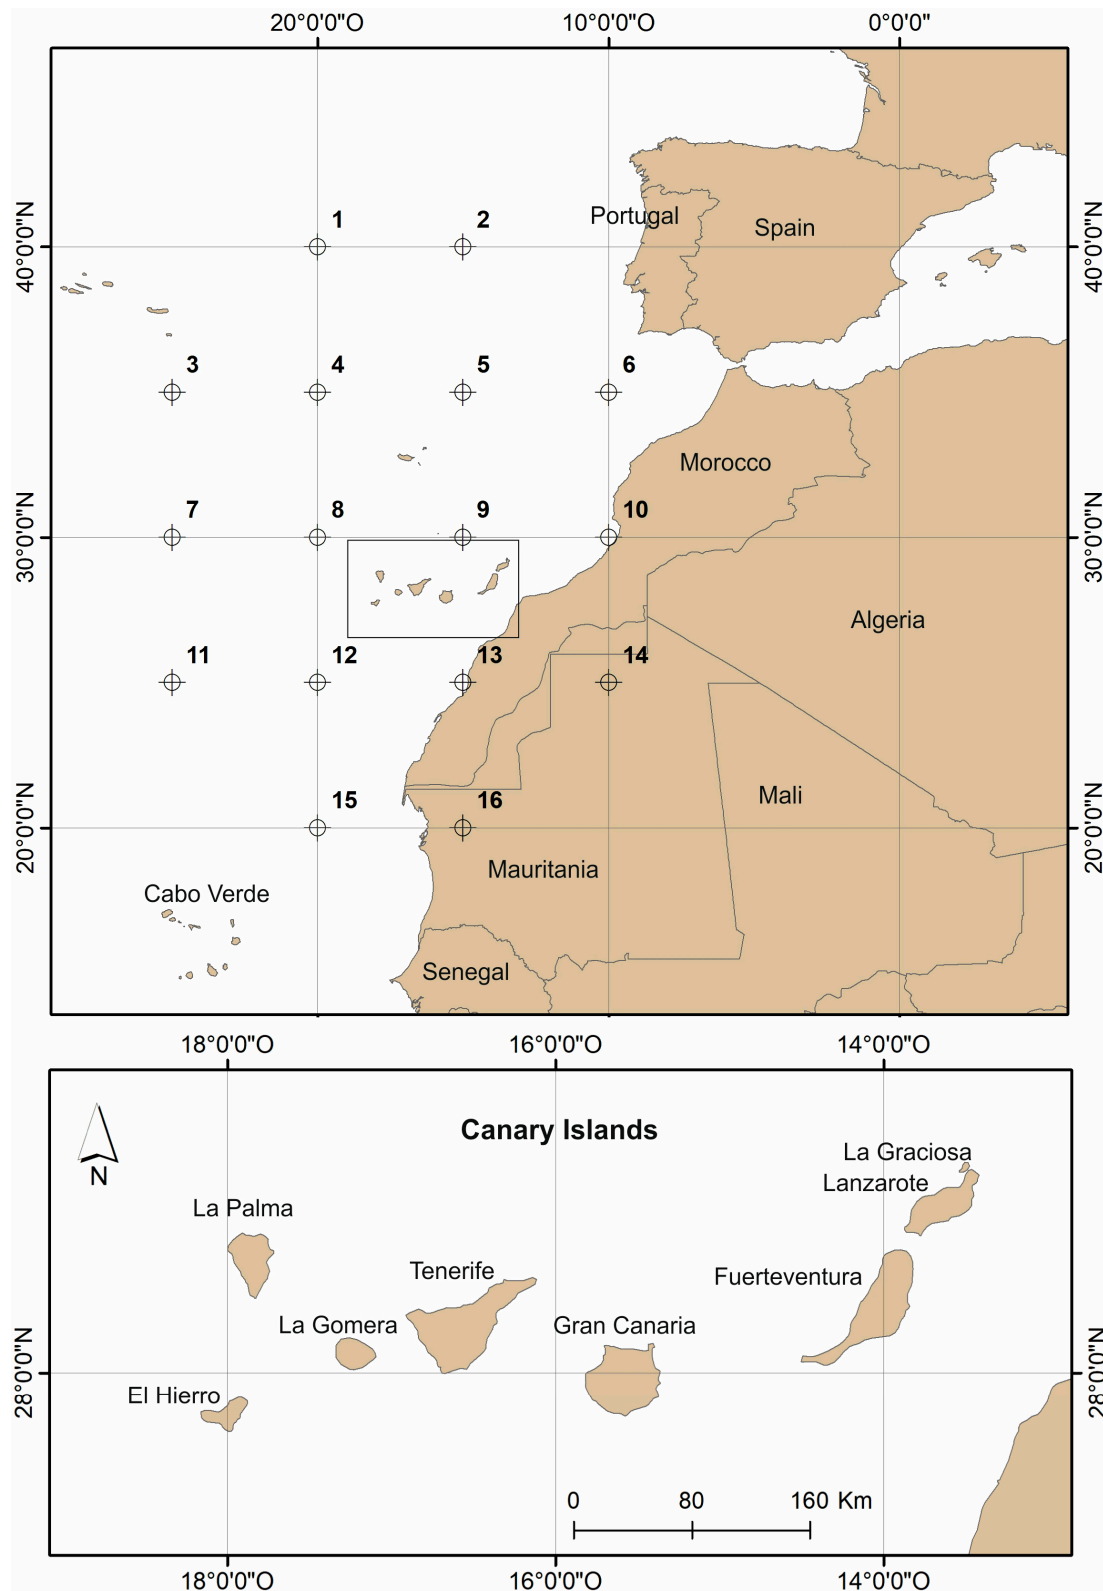 20°0'0"O 10°0'0"O 0°0'0"
1 2
Portugal
Spain
40°0'0"N 40°0'0"N
3 4 5 6
Morocco
7 8 9 10
30°0'0"N 30°0'0"N
Algeria
11 12 13 14
Mali
15 16
20°0'0"N 20°0'0"N
Mauritania
Cabo Verde
Senegal
18°0'0"O 16°0'0"O 14°0'0"O
Canary Islands
N
La Graciosa
Lanzarote
La Palma
Tenerife
Fuerteventura
La Gomera
Gran Canaria
28°0'0"N 28°0'0"N
El Hierro
0 80 160 Km
18°0'0"O 16°0'0"O 14°0'0"O